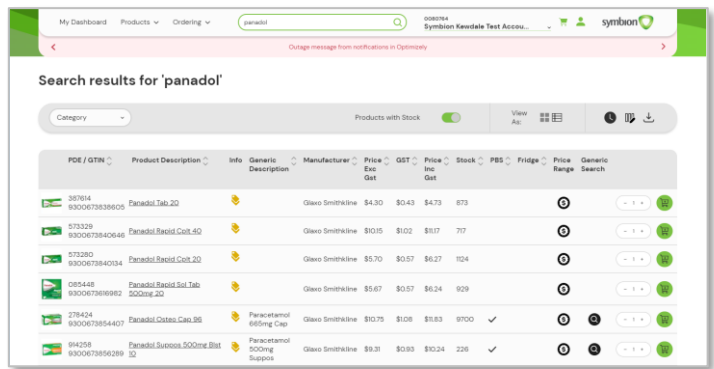 My Dashboard Products Ordering panadol 0085764 Symbion Kewdale Test Accou... symbion
Outage message from notifications in Optimizely
Search results for 'panadol'
Category Products with Stock View As:
PDE / GTIN Product Description Info Generic Description Manufacturer Price Exc Gst GST Price Inc Gst Stock PBS Fridge Price Range Generic Search
387614 9300673838605 Panadol Tab 20 Glaxo Smithkline $4.30 $0.43 $4.73 873 - 1 +
573329 9300673840646 Panadol Rapid Cplt 40 Glaxo Smithkline $10.15 $1.02 $11.17 717 - 1 +
573280 9300673840134 Panadol Rapid Cplt 20 Glaxo Smithkline $5.70 $0.57 $6.27 1124 - 1 +
085448 9300673616982 Panadol Rapid Sol Tab 500mg 20 Glaxo Smithkline $5.67 $0.57 $6.24 929 - 1 +
278424 9300673854407 Panadol Osteo Cap 96 Paracetamol 665mg Cap Glaxo Smithkline $10.75 $1.08 $11.83 9700 - 1 +
914258 9300673856289 Panadol Suppos 500mg Blst 10 Paracetamol 500mg Suppos Glaxo Smithkline $9.31 $0.93 $10.24 226 - 1 +